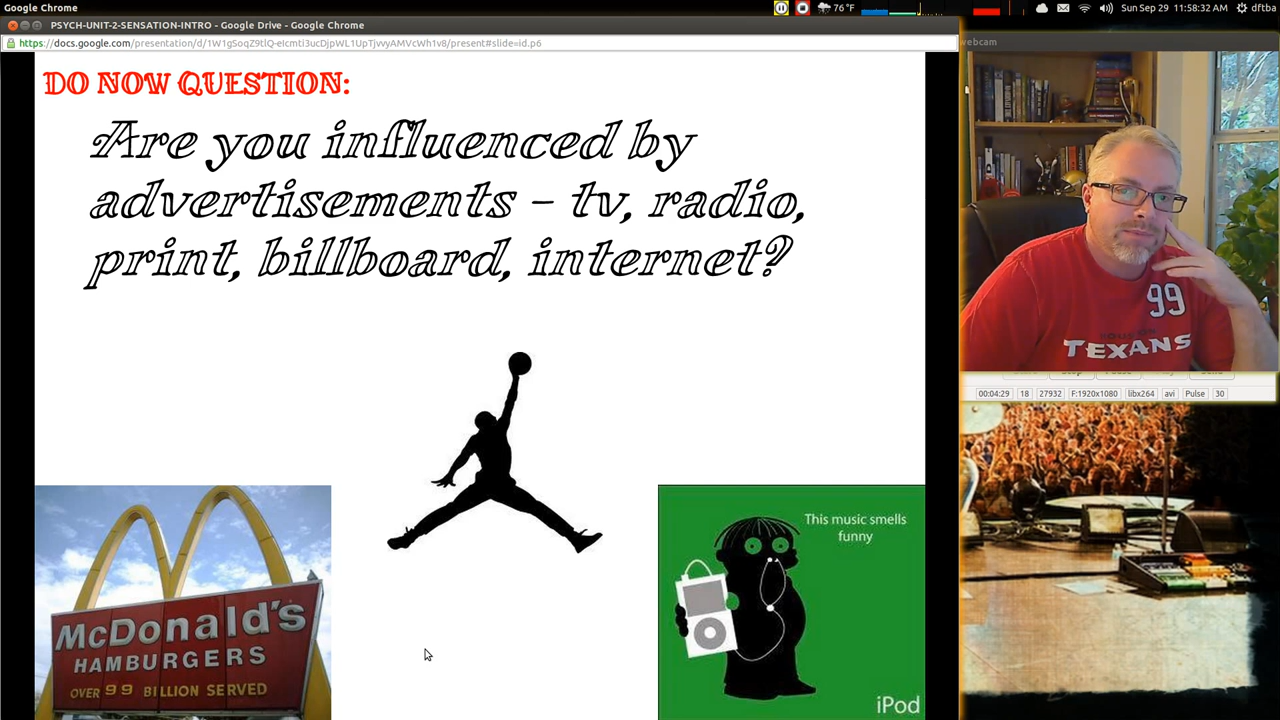 Google Chrome
76 °F
Sun Sep 29 11:58:32 AM
dftba
PSYCH-UNIT-2-SENSATION-INTRO - Google Drive - Google Chrome
webcam
DO NOW QUESTION:
Are you influenced by
advertisements – tv, radio,
print, billboard, internet?
99
TEXANS
00:04:29 18 27932 F:1920x1080 libx264 avi Pulse 30
McDonald's
HAMBURGERS
OVER 99 BILLION SERVED
This music smells
funny
iPod